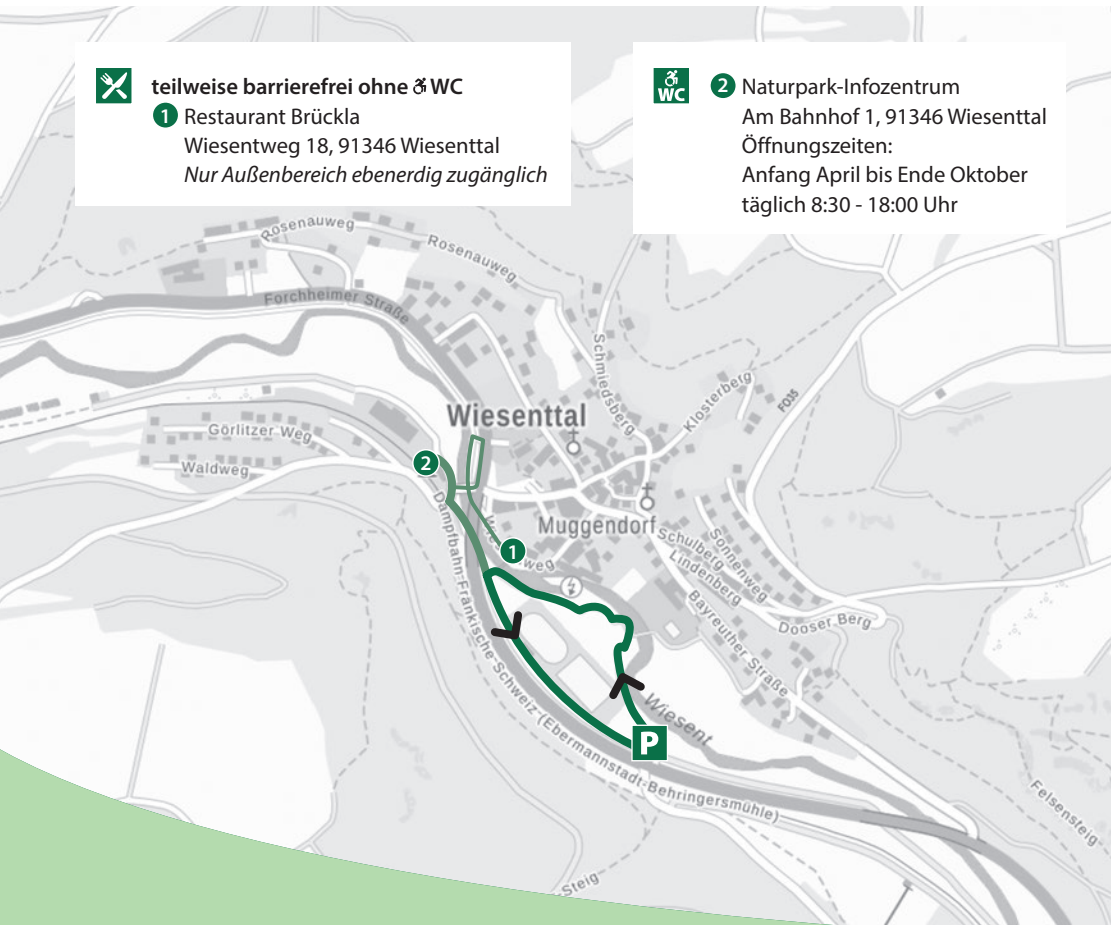 teilweise barrierefrei ohne WC
1 Restaurant Brückla
Wiesentweg 18, 91346 Wiesenttal
Nur Außenbereich ebenerdig zugänglich
WC
2 Naturpark-Infozentrum
Am Bahnhof 1, 91346 Wiesenttal
Öffnungszeiten:
Anfang April bis Ende Oktober
täglich 8:30 - 18:00 Uhr
Rosenauweg
Rosenauweg
Forchheimer Straße
Schmiedsberg
Klosterberg
FO35
Wiesenttal
Görlitzer Weg
Waldweg
2
Muggendorf
1
Schulberg
Lindenberg
Sonnenweg
Dooser Berg
Bayreuther Straße
Wiesent
P
Dampfbahn Fränkische Schweiz (Ebermannstadt-Behringersmühle)
Felsensteig
Steig